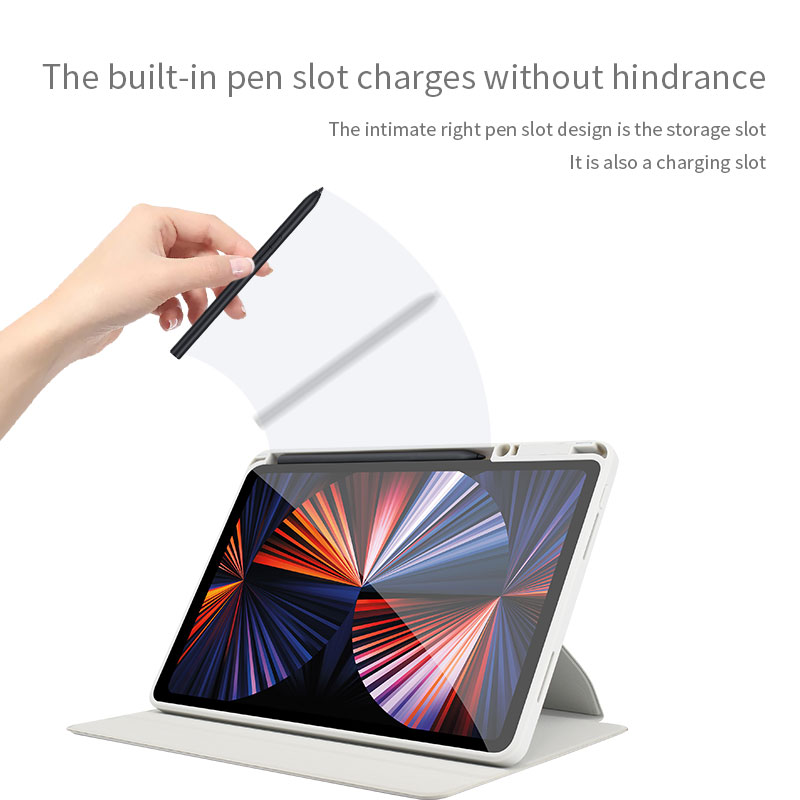 The built-in pen slot charges without hindrance
The intimate right pen slot design is the storage slot
It is also a charging slot